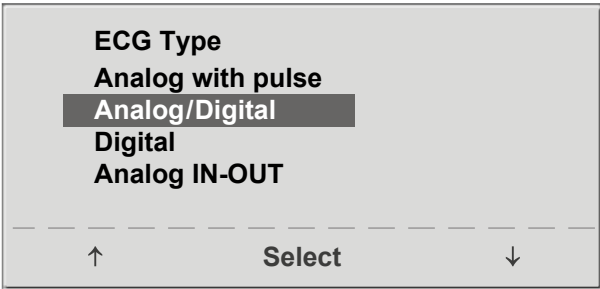 ECG Type
Analog with pulse
Analog/Digital
Digital
Analog IN-OUT
↑ Select ↓